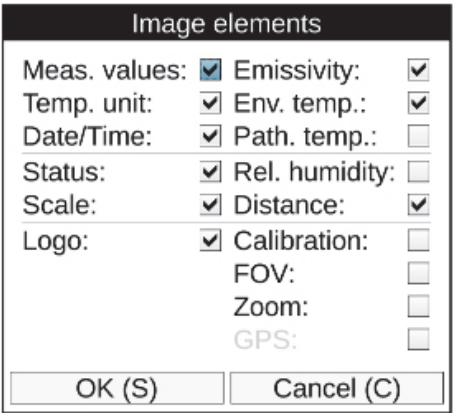 Image elements
Meas. values: Emissivity:
Temp. unit: Env. temp.:
Date/Time: Path. temp.:
Status: Rel. humidity:
Scale: Distance:
Logo: Calibration:
FOV:
Zoom:
GPS:
OK (S) Cancel (C)